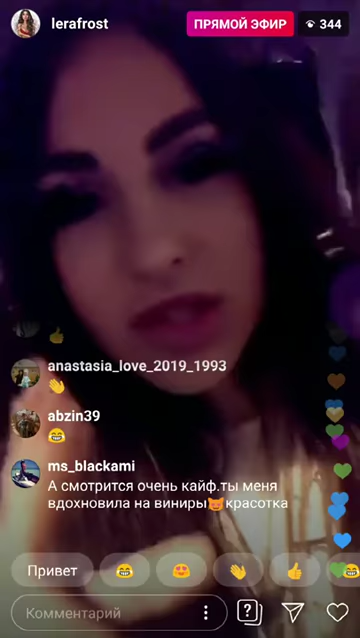 lerafrost
ПРЯМОЙ ЭФИР
344
anastasia_love_2019_1993
👋
abzin39
😂
ms_blackami
А смотрится очень кайф.ты меня
вдохновила на виниры😈красотка
Привет
Комментарий